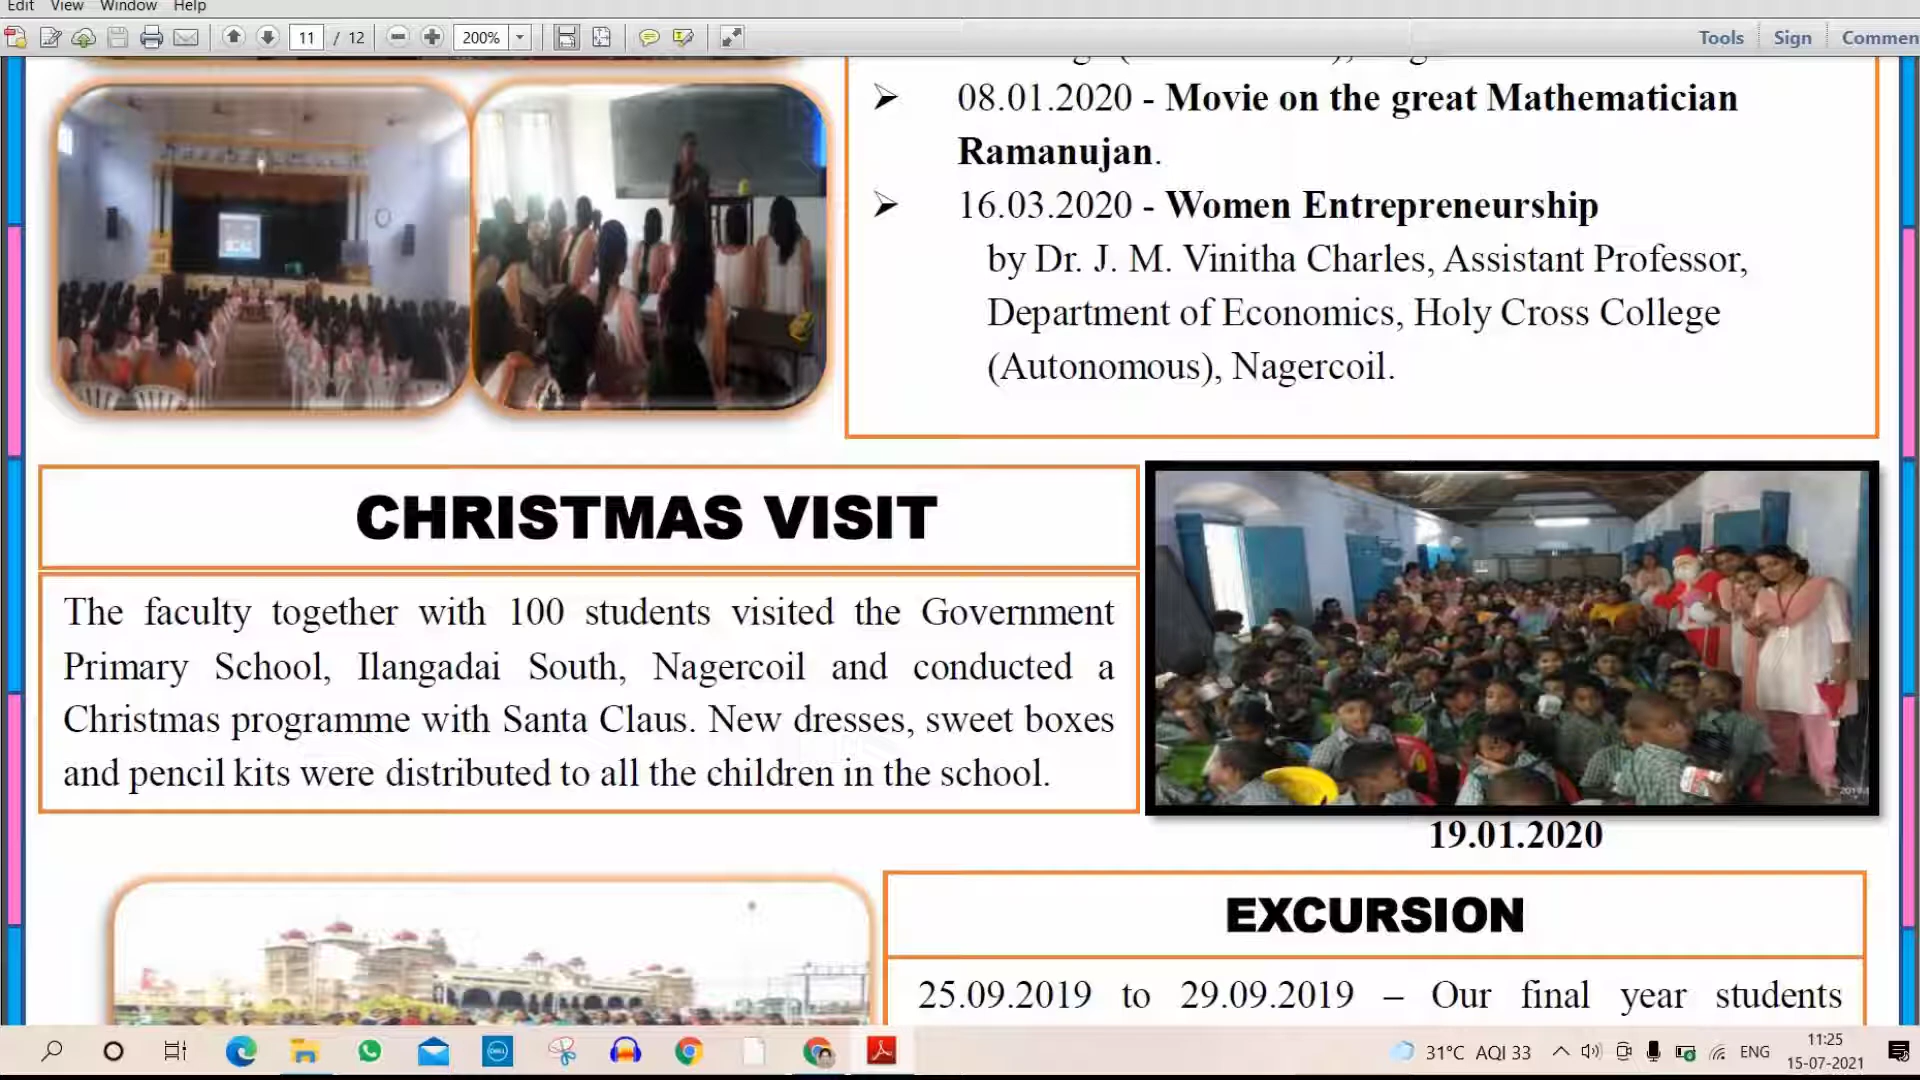 Edit View Window Help
11 / 12 200% Tools Sign Commen
08.01.2020 - Movie on the great Mathematician
Ramanujan.
16.03.2020 - Women Entrepreneurship
by Dr. J. M. Vinitha Charles, Assistant Professor,
Department of Economics, Holy Cross College
(Autonomous), Nagercoil.
CHRISTMAS VISIT
The faculty together with 100 students visited the Government
Primary School, Ilangadai South, Nagercoil and conducted a
Christmas programme with Santa Claus. New dresses, sweet boxes
and pencil kits were distributed to all the children in the school.
19.01.2020
EXCURSION
25.09.2019 to 29.09.2019 – Our final year students
31°C AQI 33 ENG
11:25
15-07-2021